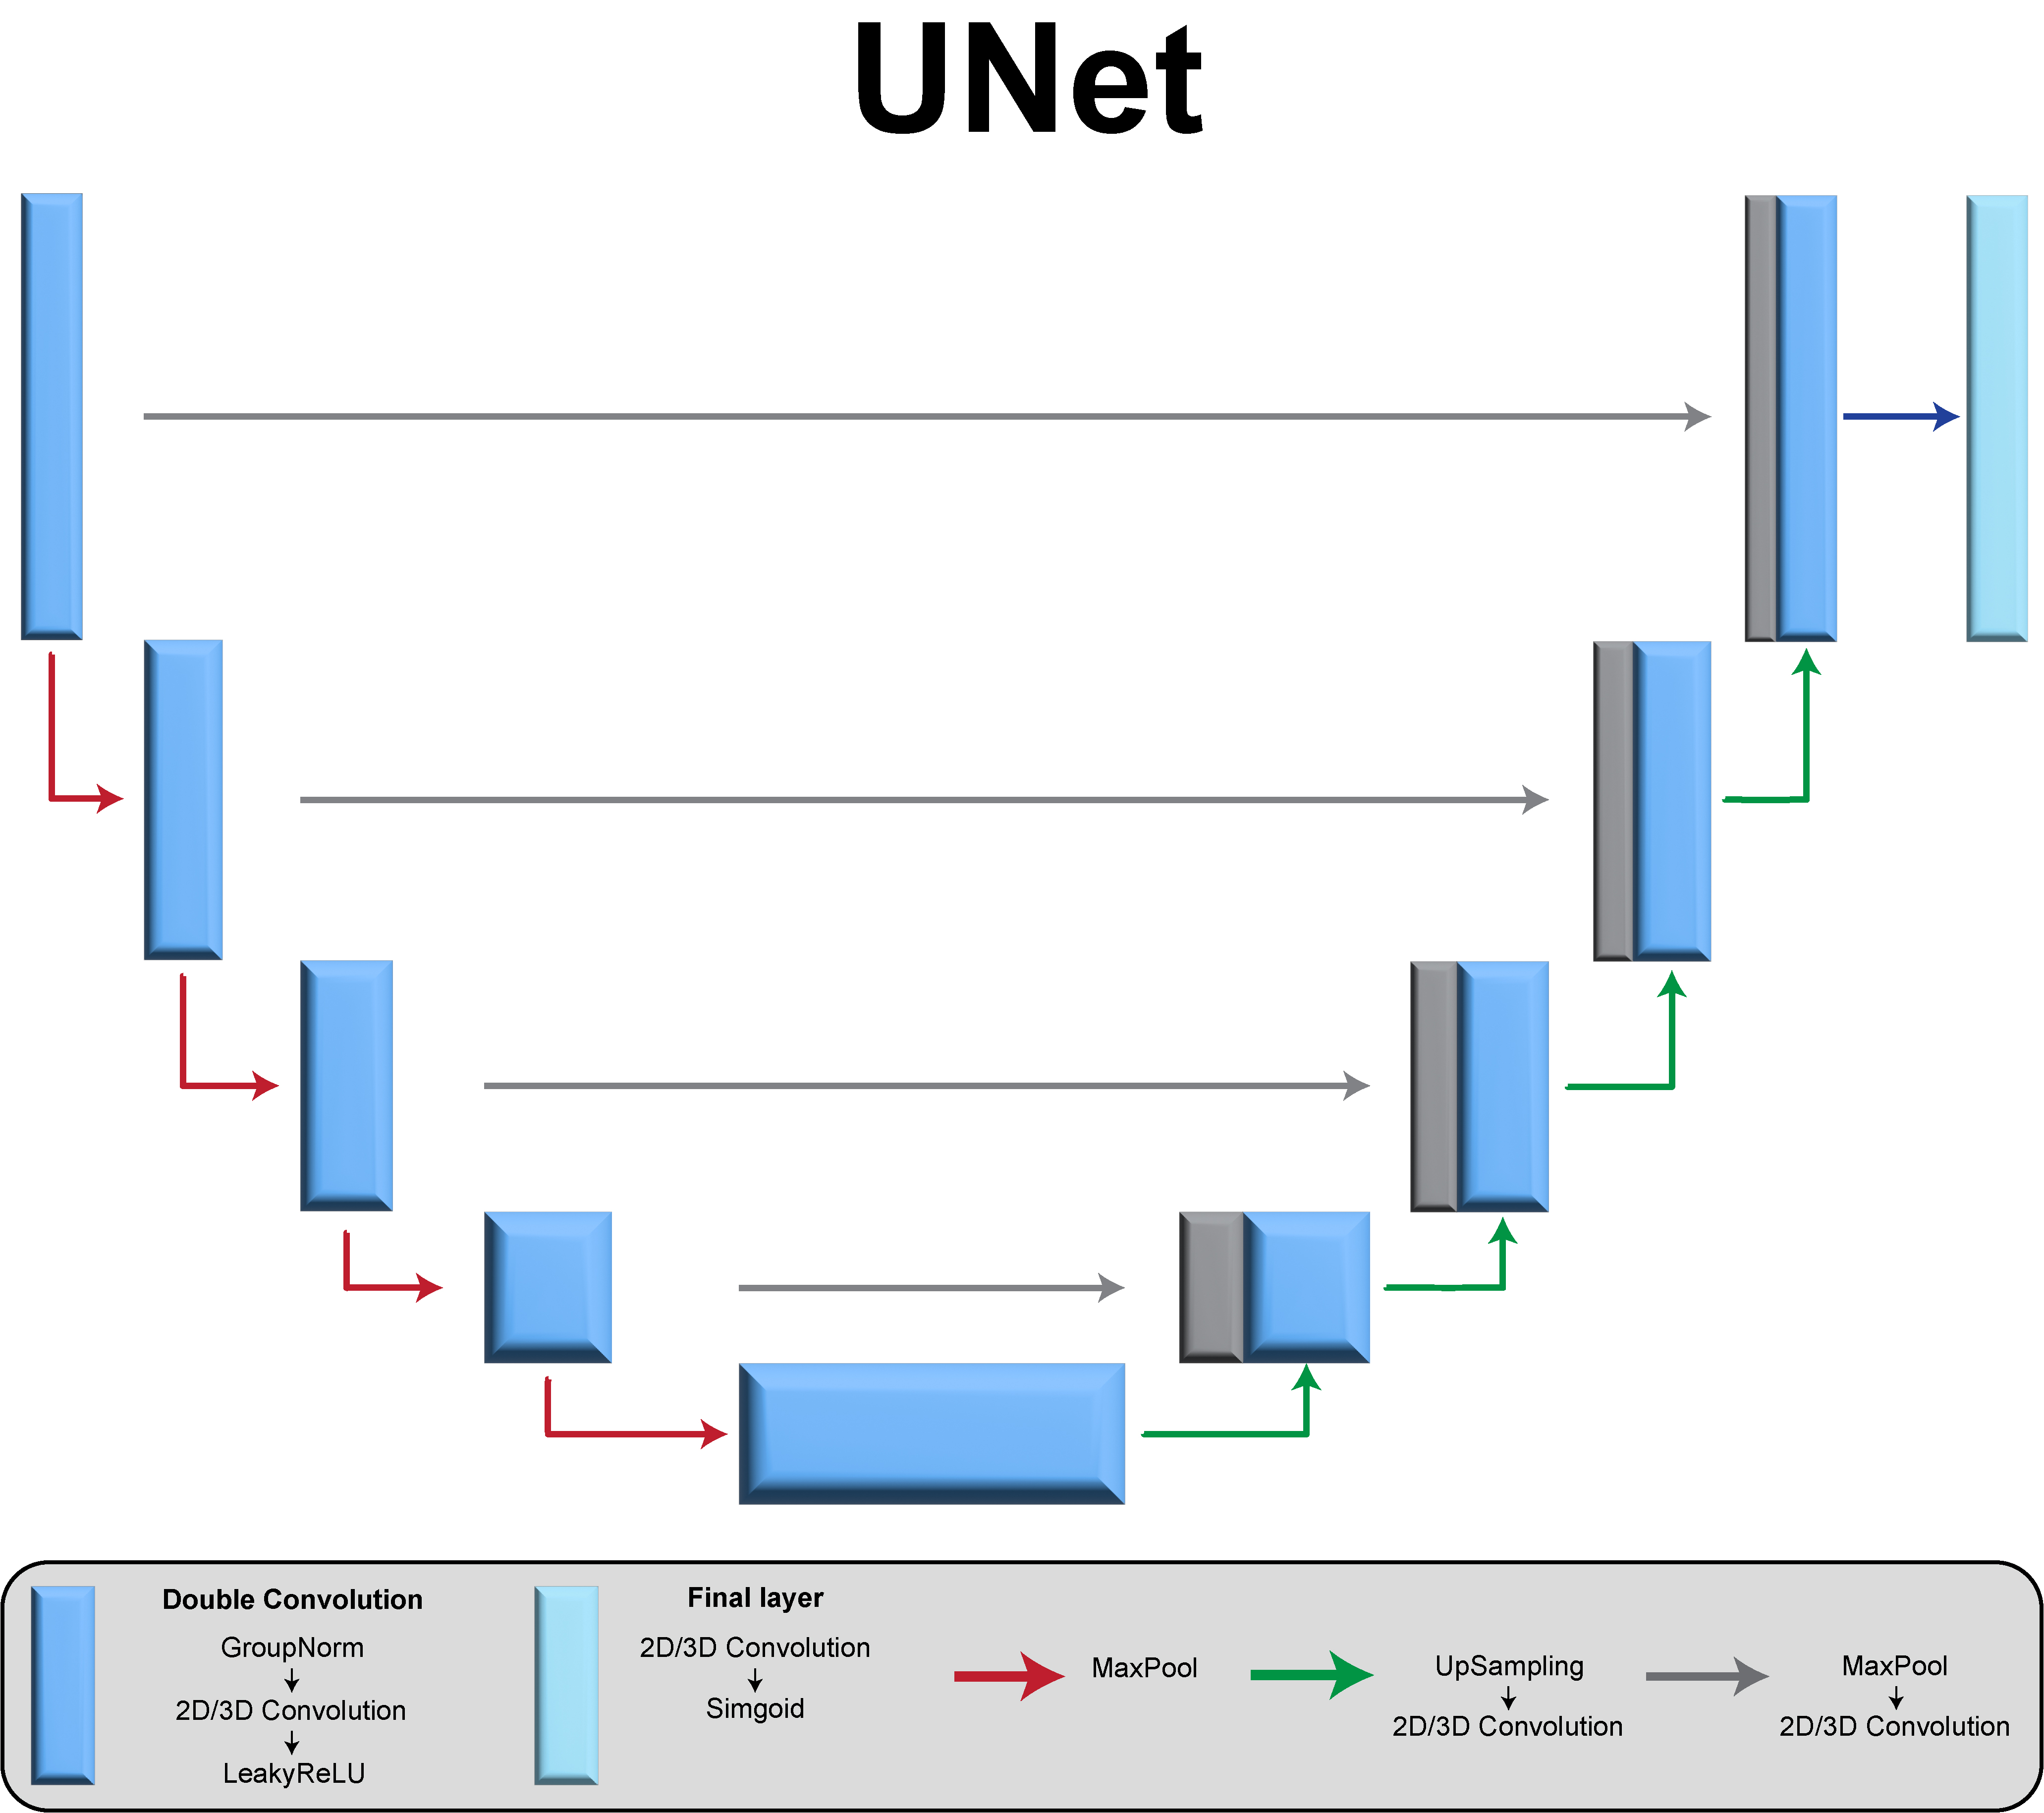 UNet
Double Convolution
GroupNorm
2D/3D Convolution
LeakyReLU
Final layer
2D/3D Convolution
Simgoid
MaxPool
UpSampling
2D/3D Convolution
MaxPool
2D/3D Convolution